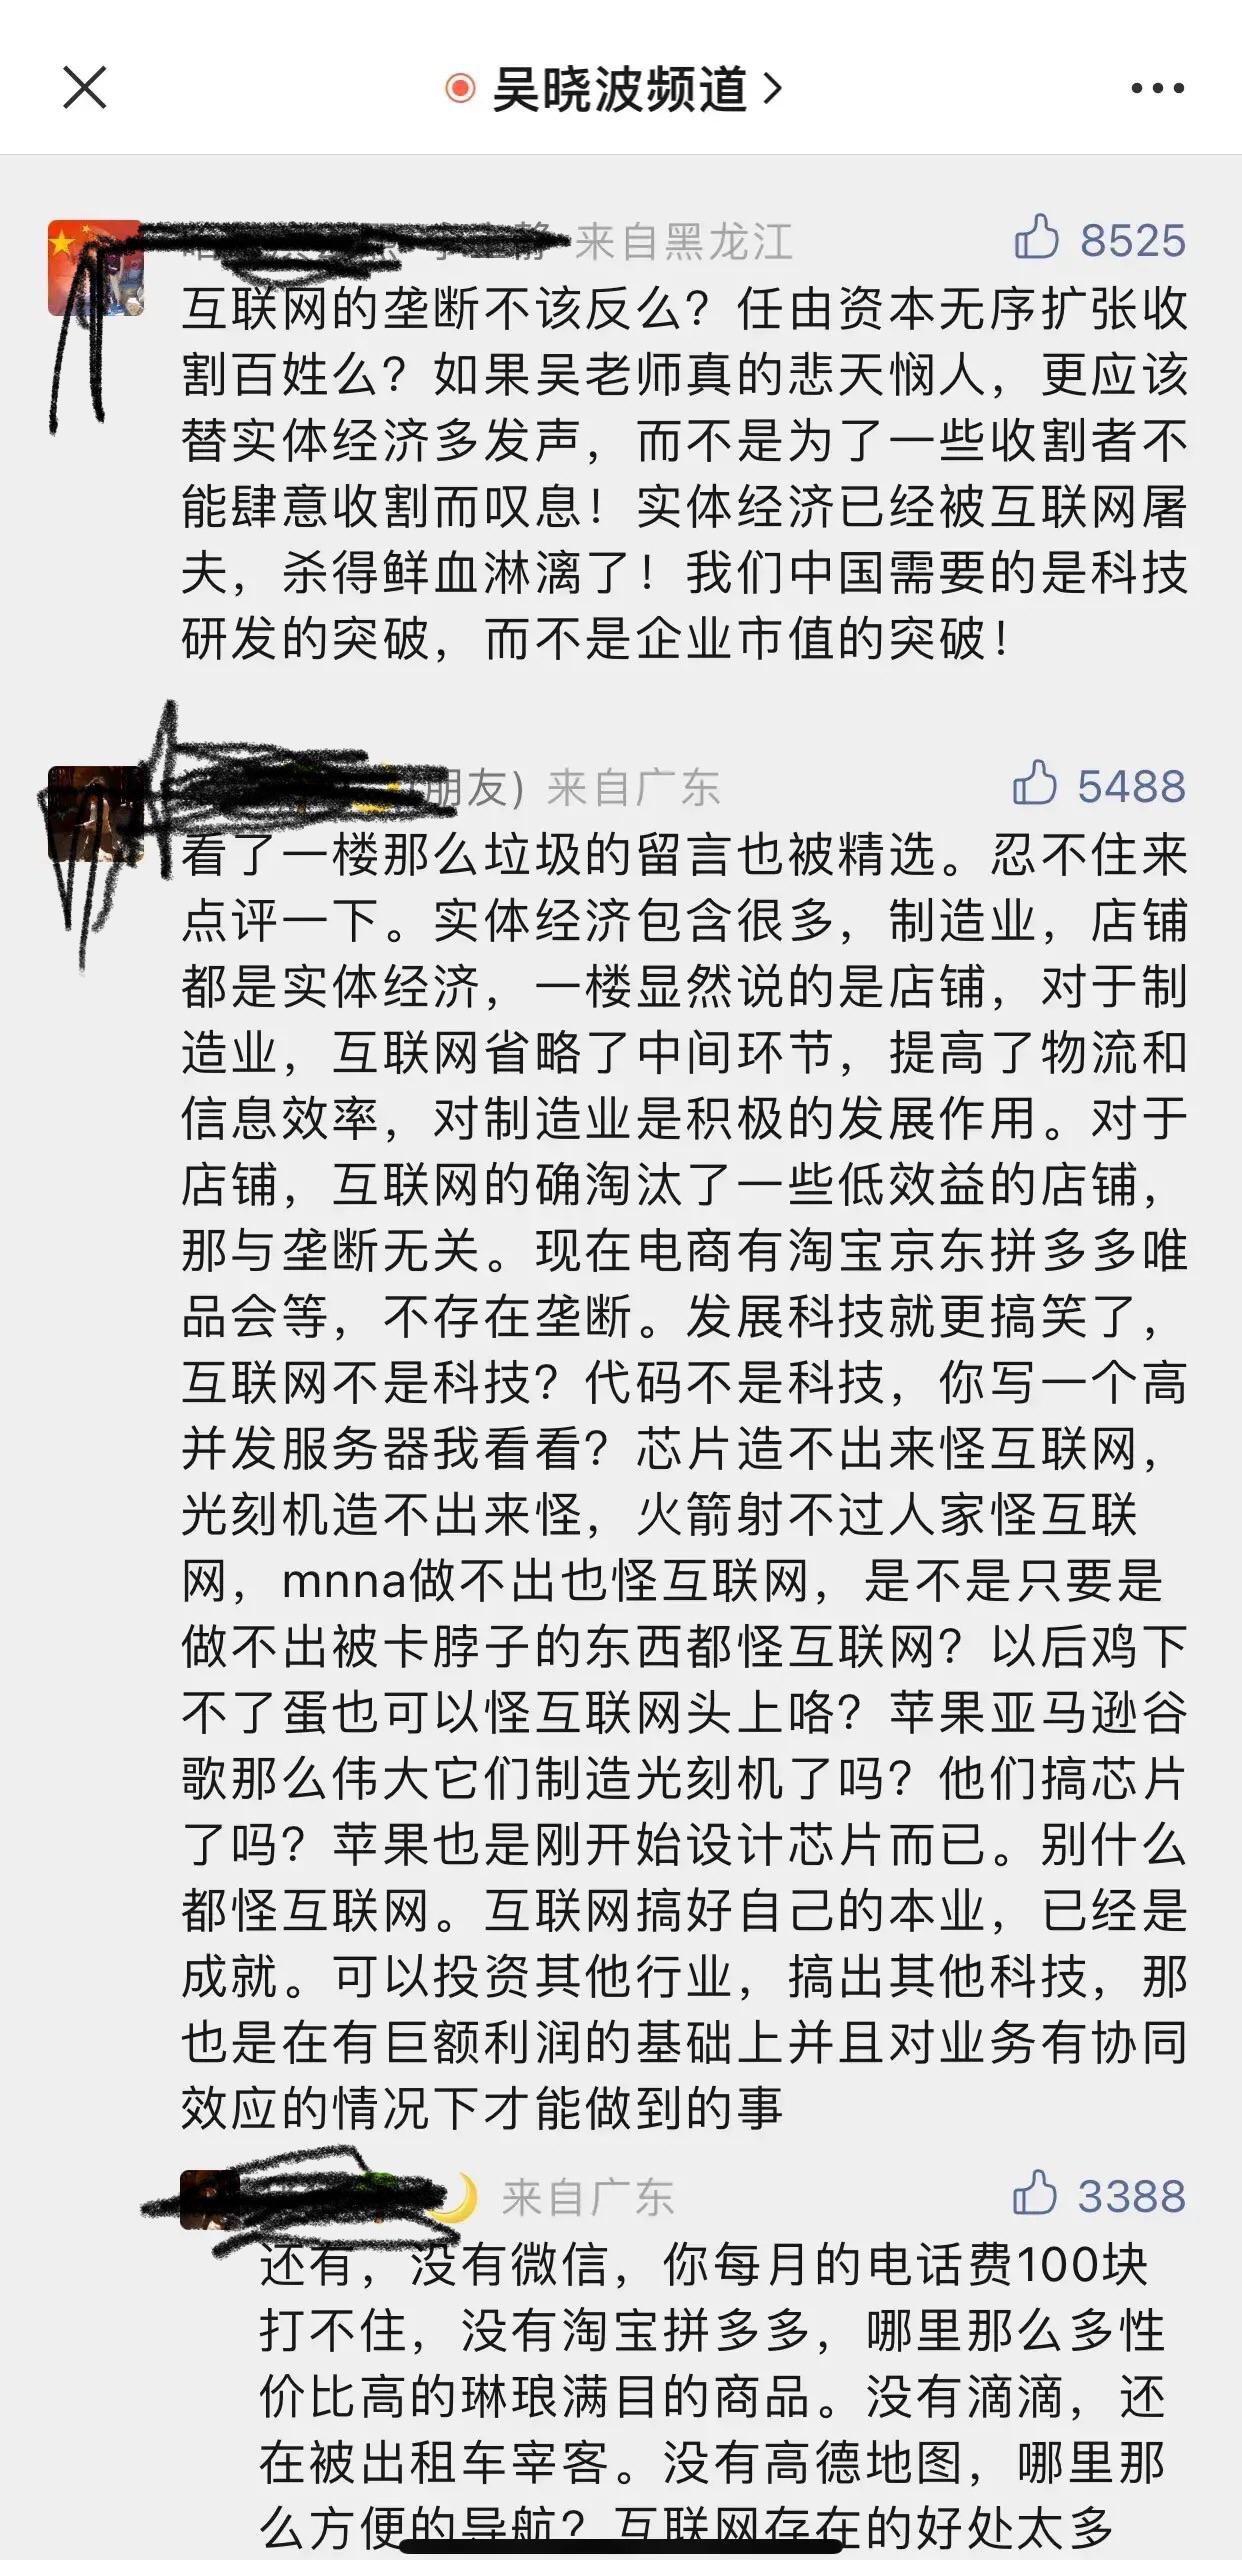 吴晓波频道
来自黑龙江 8525
互联网的垄断不该反么？任由资本无序扩张收
割百姓么？如果吴老师真的悲天悯人，更应该
替实体经济多发声，而不是为了一些收割者不
能肆意收割而叹息！实体经济已经被互联网屠
夫，杀得鲜血淋漓了！我们中国需要的是科技
研发的突破，而不是企业市值的突破！
朋友) 来自广东 5488
看了一楼那么垃圾的留言也被精选。忍不住来
点评一下。实体经济包含很多，制造业，店铺
都是实体经济，一楼显然说的是店铺，对于制
造业，互联网省略了中间环节，提高了物流和
信息效率，对制造业是积极的发展作用。对于
店铺，互联网的确淘汰了一些低效益的店铺，
那与垄断无关。现在电商有淘宝京东拼多多唯
品会等，不存在垄断。发展科技就更搞笑了，
互联网不是科技？代码不是科技，你写一个高
并发服务器我看看？芯片造不出来怪互联网，
光刻机造不出来怪，火箭射不过人家怪互联
网，mnna做不出也怪互联网，是不是只要是
做不出被卡脖子的东西都怪互联网？以后鸡下
不了蛋也可以怪互联网头上咯？苹果亚马逊谷
歌那么伟大它们制造光刻机了吗？他们搞芯片
了吗？苹果也是刚开始设计芯片而已。别什么
都怪互联网。互联网搞好自己的本业，已经是
成就。可以投资其他行业，搞出其他科技，那
也是在有巨额利润的基础上并且对业务有协同
效应的情况下才能做到的事
来自广东 3388
还有，没有微信，你每月的电话费100块
打不住，没有淘宝拼多多，哪里那么多性
价比高的琳琅满目的商品。没有滴滴，还
在被出租车宰客。没有高德地图，哪里那
么方便的导航？互联网存在的好处太多